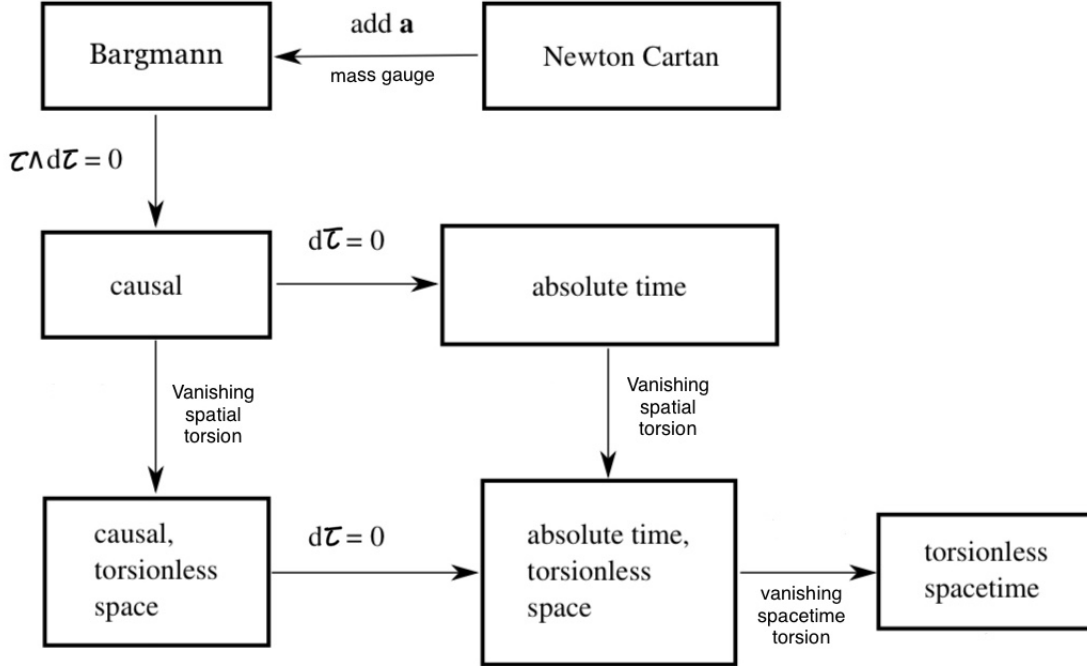 Bargmann
add a
mass gauge
Newton Cartan
τ∧dτ = 0
causal
dτ = 0
absolute time
Vanishing
spatial
torsion
Vanishing
spatial
torsion
causal,
torsionless
space
dτ = 0
absolute time,
torsionless
space
vanishing
spacetime
torsion
torsionless
spacetime